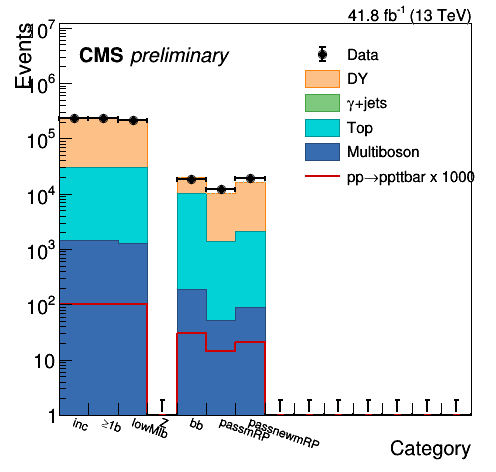 41.8 fb⁻¹ (13 TeV)
Events
CMS preliminary
Data
DY
γ+jets
Top
Multiboson
pp→ppttbar x 1000
10⁷
10⁶
10⁵
10⁴
10³
10²
10
1
inc
≥1b
lowMlb
Z
bb
passmRP
passnewmRP
Category